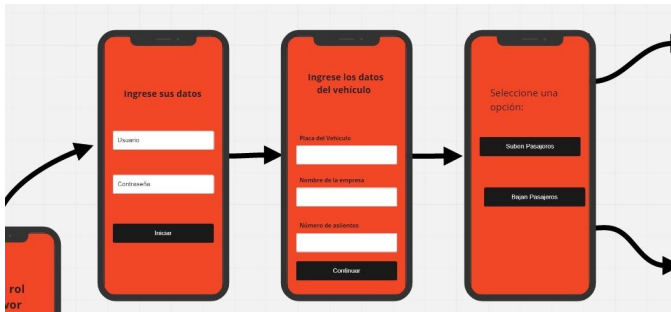 Ingrese sus datos
Usuario
Contraseña
Iniciar
Ingrese los datos
del vehículo
Placa del Vehículo
Nombre de la empresa
Número de asientos
Continuar
Seleccione una
opción:
Suben Pasajeros
Bajan Pasajeros
rol
vor